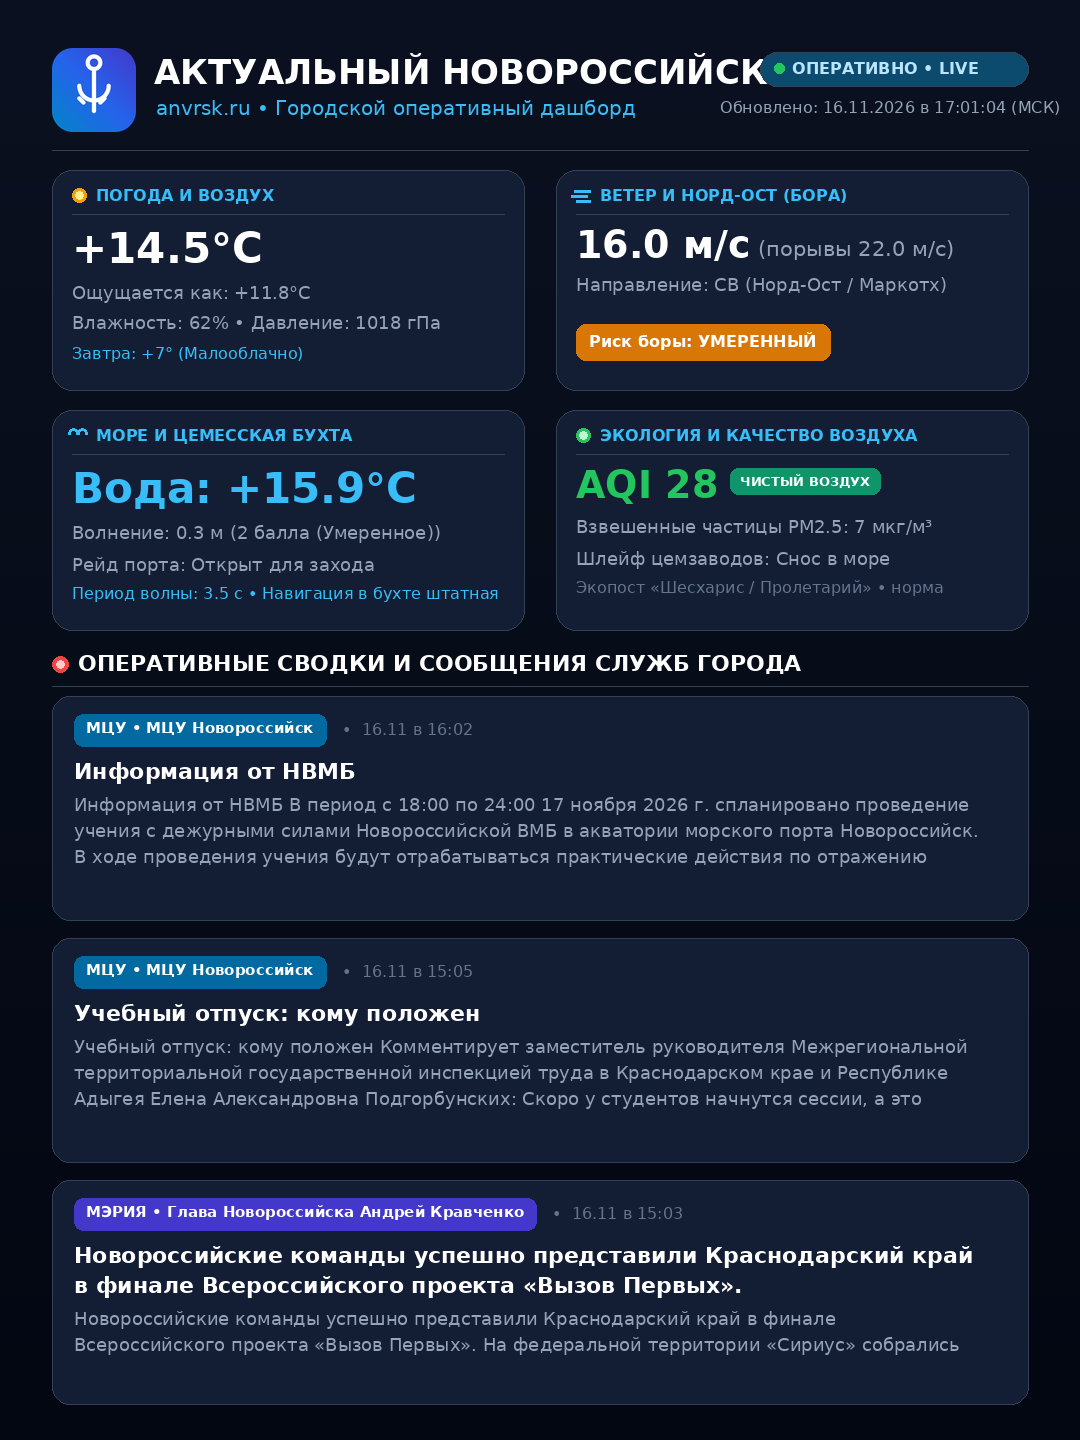 АКТУАЛЬНЫЙ НОВОРОССИЙСК
ОПЕРАТИВНО • LIVE
anvrsk.ru • Городской оперативный дашборд
Обновлено: 16.11.2026 в 17:01:04 (МСК)
ПОГОДА И ВОЗДУХ
+14.5°C
Ощущается как: +11.8°C
Влажность: 62% • Давление: 1018 гПа
Завтра: +7° (Малооблачно)
ВЕТЕР И НОРД-ОСТ (БОРА)
16.0 м/с (порывы 22.0 м/с)
Направление: СВ (Норд-Ост / Маркотх)
Риск боры: УМЕРЕННЫЙ
МОРЕ И ЦЕМЕССКАЯ БУХТА
Вода: +15.9°C
Волнение: 0.3 м (2 балла (Умеренное))
Рейд порта: Открыт для захода
Период волны: 3.5 с • Навигация в бухте штатная
ЭКОЛОГИЯ И КАЧЕСТВО ВОЗДУХА
AQI 28 ЧИСТЫЙ ВОЗДУХ
Взвешенные частицы PM2.5: 7 мкг/м³
Шлейф цемзаводов: Снос в море
Экопост «Шесхарис / Пролетарий» • норма
ОПЕРАТИВНЫЕ СВОДКИ И СООБЩЕНИЯ СЛУЖБ ГОРОДА
МЦУ • МЦУ Новороссийск • 16.11 в 16:02
Информация от НВМБ
Информация от НВМБ В период с 18:00 по 24:00 17 ноября 2026 г. спланировано проведение
учения с дежурными силами Новороссийской ВМБ в акватории морского порта Новороссийск.
В ходе проведения учения будут отрабатываться практические действия по отражению
МЦУ • МЦУ Новороссийск • 16.11 в 15:05
Учебный отпуск: кому положен
Учебный отпуск: кому положен Комментирует заместитель руководителя Межрегиональной
территориальной государственной инспекцией труда в Краснодарском крае и Республике
Адыгея Елена Александровна Подгорбунских: Скоро у студентов начнутся сессии, а это
МЭРИЯ • Глава Новороссийска Андрей Кравченко • 16.11 в 15:03
Новороссийские команды успешно представили Краснодарский край
в финале Всероссийского проекта «Вызов Первых».
Новороссийские команды успешно представили Краснодарский край в финале
Всероссийского проекта «Вызов Первых». На федеральной территории «Сириус» собрались